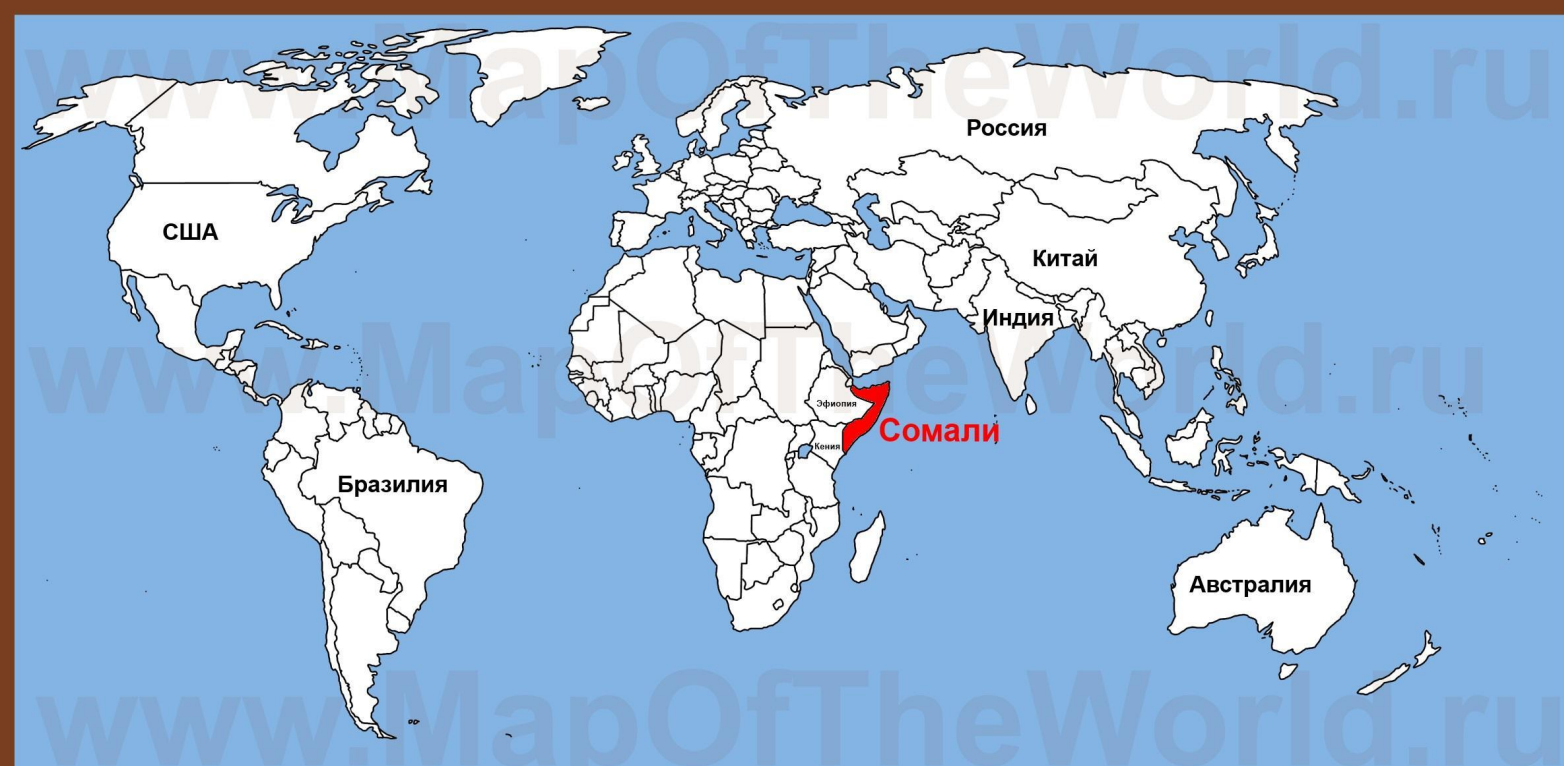 www.MapOfTheWorld.ru
Россия
США
Китай
Индия
www.MapOfTheWorld.ru
Эфиопия
Сомали
Кения
Бразилия
Австралия
www.MapOfTheWorld.ru